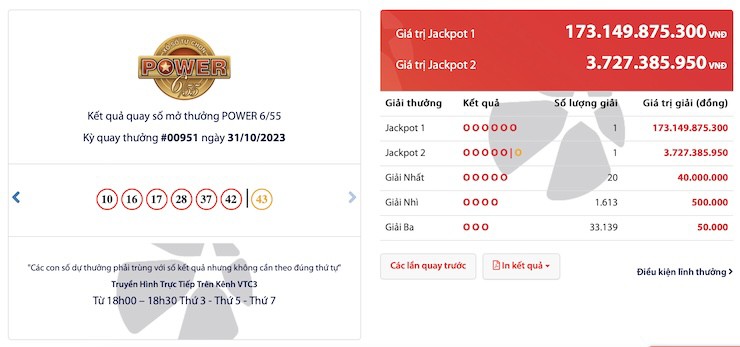 XỔ SỐ TỰ CHỌN
POWER
6/55
Kết quả quay số mở thưởng POWER 6/55
Kỳ quay thưởng #00951 ngày 31/10/2023
10 16 17 28 37 42 | 43
"Các con số dự thưởng phải trùng với số kết quả nhưng không cần theo đúng thứ tự"
Truyền Hình Trực Tiếp Trên Kênh VTC3
Từ 18h00 – 18h30 Thứ 3 - Thứ 5 - Thứ 7
Giá trị Jackpot 1 173.149.875.300 VNĐ
Giá trị Jackpot 2 3.727.385.950 VNĐ
Giải thưởng Kết quả Số lượng giải Giá trị giải (đồng)
Jackpot 1 O O O O O O 1 173.149.875.300
Jackpot 2 O O O O O | O 1 3.727.385.950
Giải Nhất O O O O O 20 40.000.000
Giải Nhì O O O O 1.613 500.000
Giải Ba O O O 33.139 50.000
Các lần quay trước In kết quả
Điều kiện lĩnh thưởng